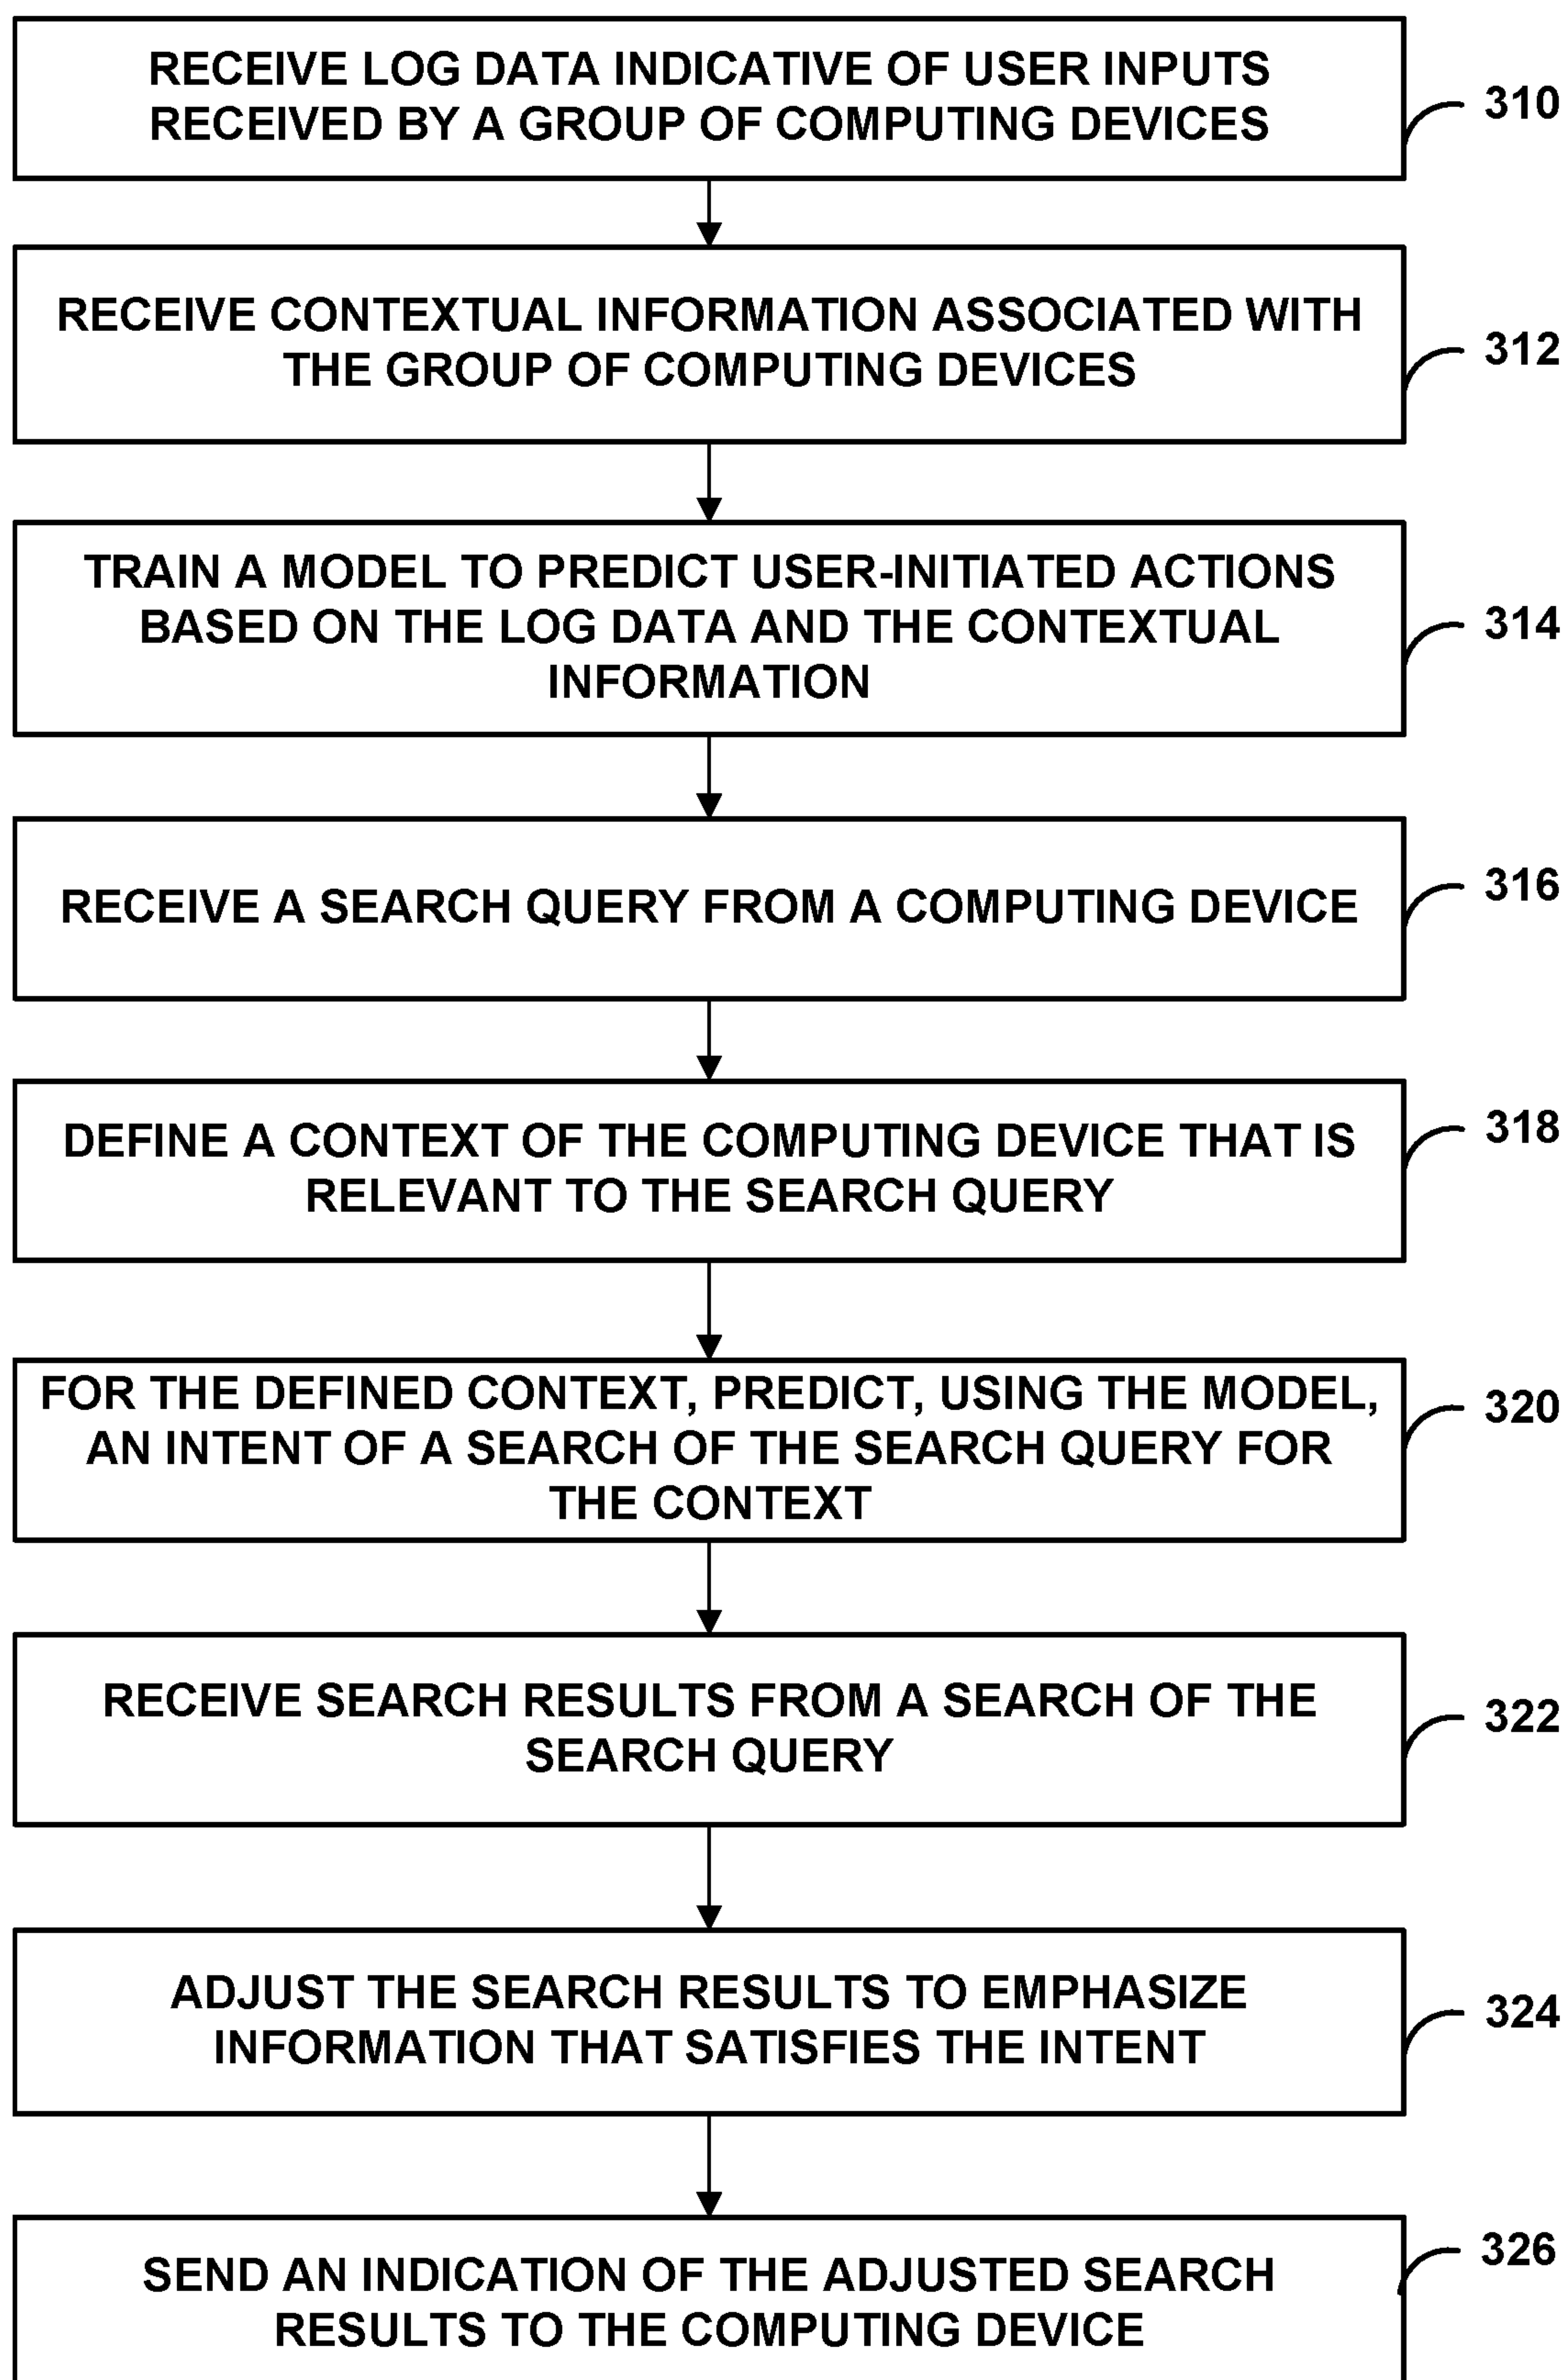 RECEIVE LOG DATA INDICATIVE OF USER INPUTS
RECEIVED BY A GROUP OF COMPUTING DEVICES
310
RECEIVE CONTEXTUAL INFORMATION ASSOCIATED WITH
THE GROUP OF COMPUTING DEVICES
312
TRAIN A MODEL TO PREDICT USER-INITIATED ACTIONS
BASED ON THE LOG DATA AND THE CONTEXTUAL
INFORMATION
314
RECEIVE A SEARCH QUERY FROM A COMPUTING DEVICE
316
DEFINE A CONTEXT OF THE COMPUTING DEVICE THAT IS
RELEVANT TO THE SEARCH QUERY
318
FOR THE DEFINED CONTEXT, PREDICT, USING THE MODEL,
AN INTENT OF A SEARCH OF THE SEARCH QUERY FOR
THE CONTEXT
320
RECEIVE SEARCH RESULTS FROM A SEARCH OF THE
SEARCH QUERY
322
ADJUST THE SEARCH RESULTS TO EMPHASIZE
INFORMATION THAT SATISFIES THE INTENT
324
SEND AN INDICATION OF THE ADJUSTED SEARCH
RESULTS TO THE COMPUTING DEVICE
326